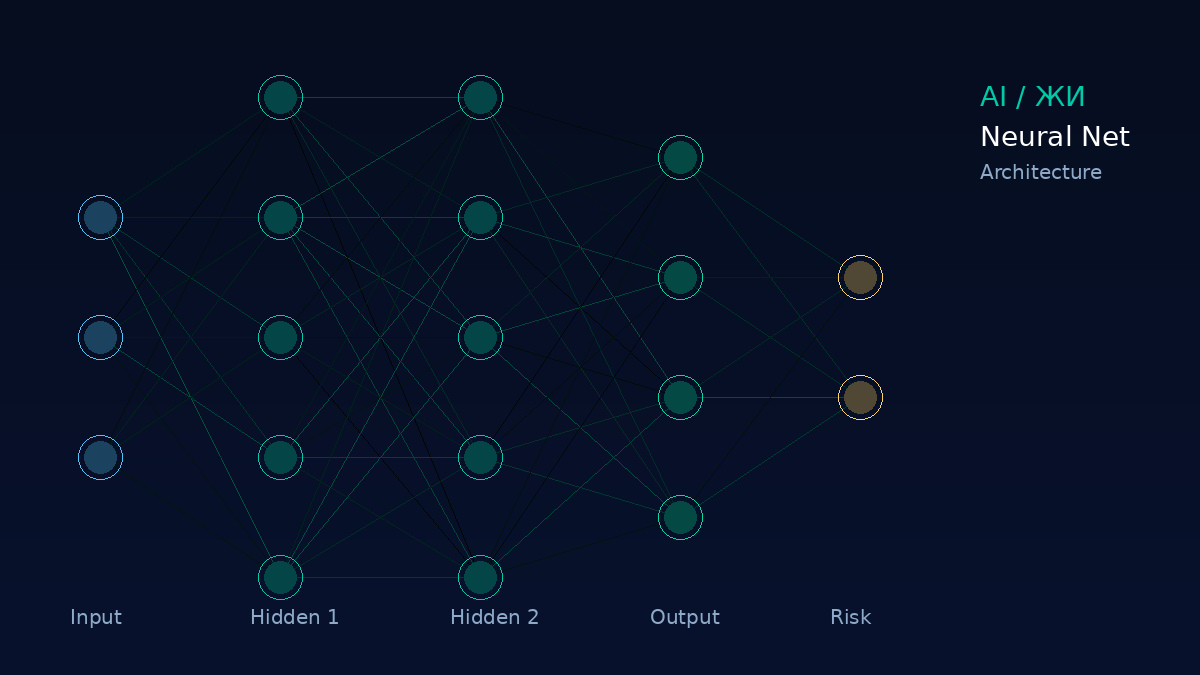 AI / ЖИ
Neural Net
Architecture
Input
Hidden 1
Hidden 2
Output
Risk